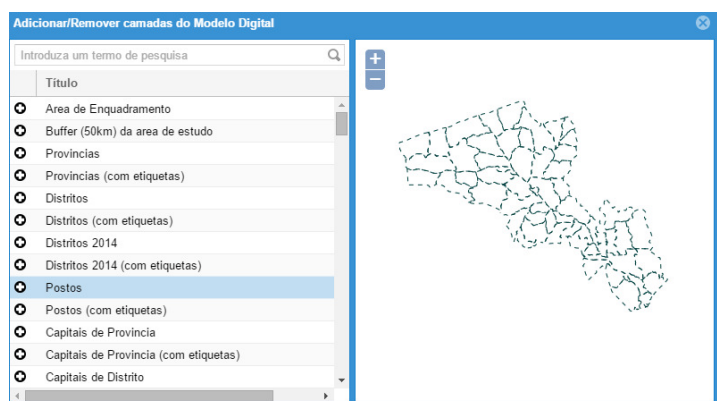 Adicionar/Remover camadas do Modelo Digital
Introduza um termo de pesquisa
Título
Area de Enquadramento
Buffer (50km) da area de estudo
Provincias
Provincias (com etiquetas)
Distritos
Distritos (com etiquetas)
Distritos 2014
Distritos 2014 (com etiquetas)
Postos
Postos (com etiquetas)
Capitais de Provincia
Capitais de Provincia (com etiquetas)
Capitais de Distrito